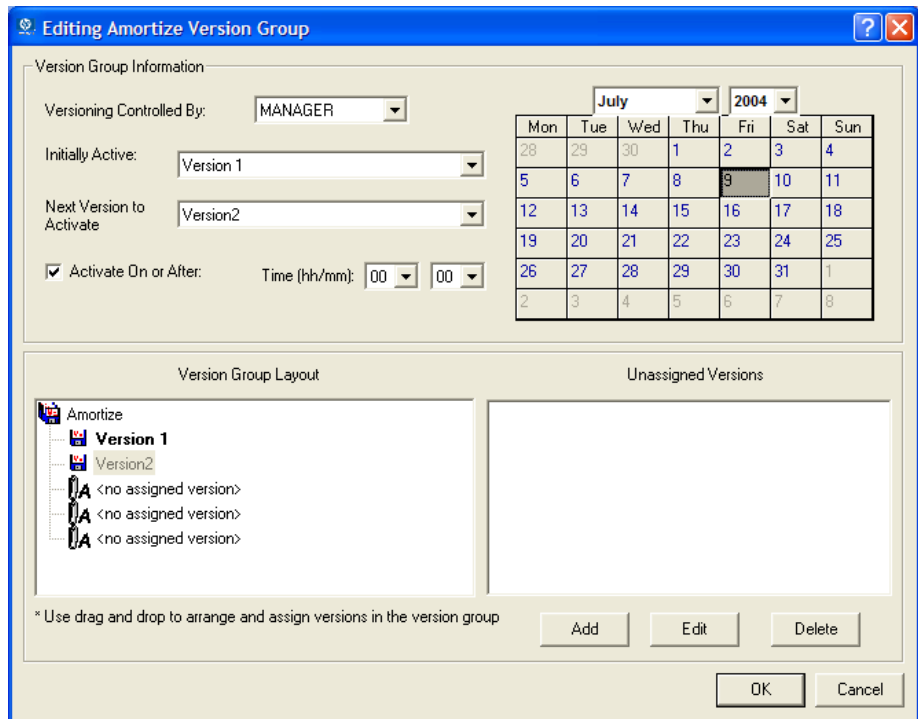 Editing Amortize Version Group
Version Group Information
Versioning Controlled By: MANAGER
Initially Active: Version 1
Next Version to
Activate Version2
Activate On or After: Time (hh/mm): 00 00
July 2004
Mon Tue Wed Thu Fri Sat Sun
28 29 30 1 2 3 4
5 6 7 8 9 10 11
12 13 14 15 16 17 18
19 20 21 22 23 24 25
26 27 28 29 30 31 1
2 3 4 5 6 7 8
Version Group Layout
Amortize
Version 1
Version2
<no assigned version>
<no assigned version>
<no assigned version>
Unassigned Versions
* Use drag and drop to arrange and assign versions in the version group
Add Edit Delete
OK Cancel